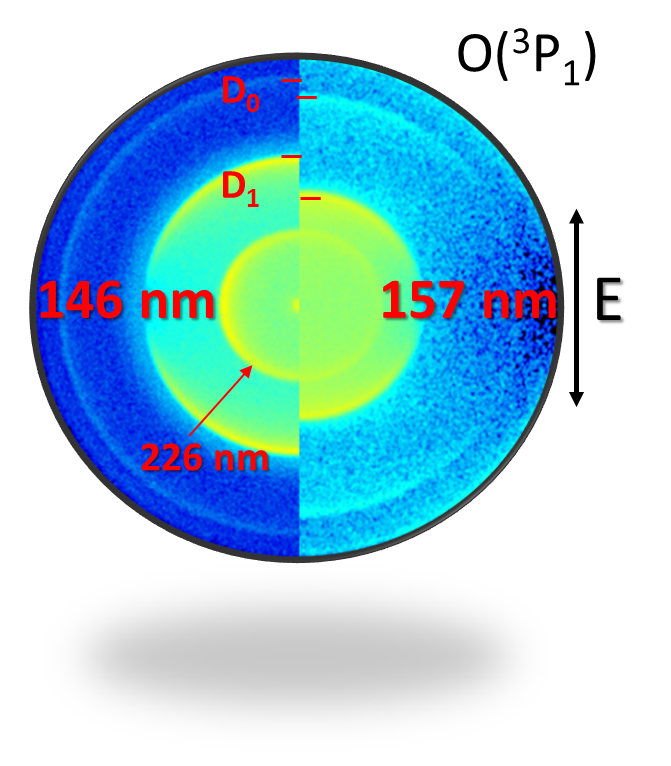 O(³P₁)
D₀
D₁
146 nm
157 nm
E
226 nm